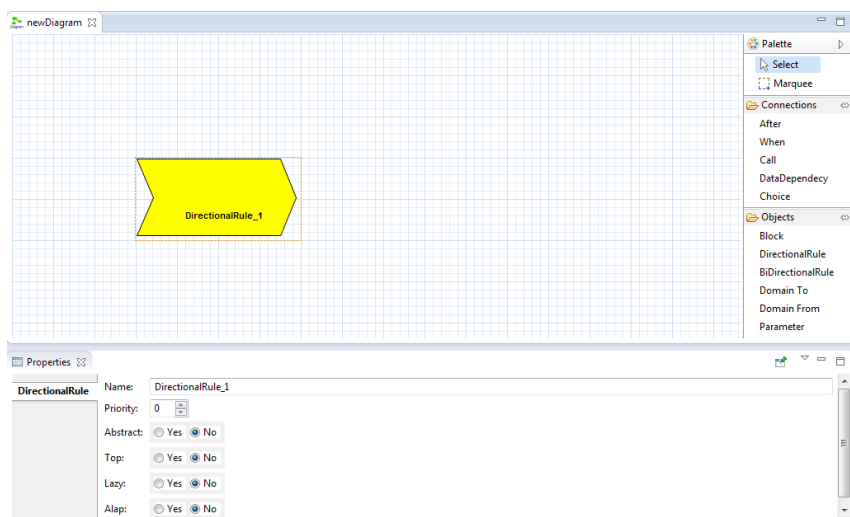 newDiagram
Palette
Select
Marquee
Connections
After
When
Call
DataDependecy
Choice
Objects
Block
DirectionalRule
BiDirectionalRule
Domain To
Domain From
Parameter
DirectionalRule_1
Properties
DirectionalRule
Name: DirectionalRule_1
Priority: 0
Abstract: Yes No
Top: Yes No
Lazy: Yes No
Alap: Yes No